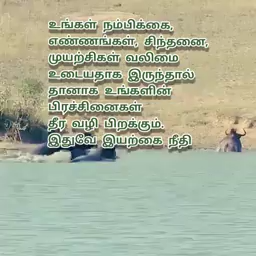 உங்கள் நம்பிக்கை,
எண்ணங்கள், சிந்தனை,
முயற்சிகள் வலிமை
உடையதாக இருந்தால்
தானாக உங்களின்
பிரச்சினைகள்
தீர வழி பிறக்கும்.
இதுவே இயற்கை நீதி